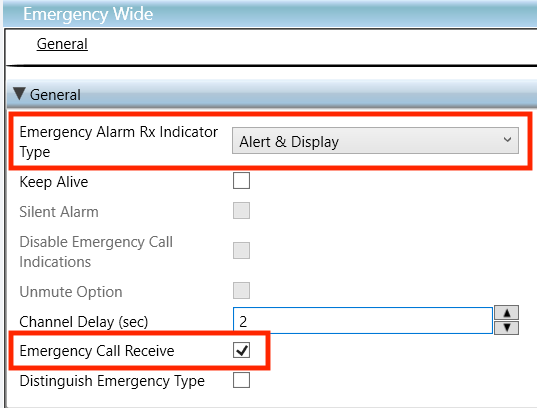 Emergency Wide
General
General
Emergency Alarm Rx Indicator
Type
Alert & Display
Keep Alive
Silent Alarm
Disable Emergency Call
Indications
Unmute Option
Channel Delay (sec)
2
Emergency Call Receive
Distinguish Emergency Type